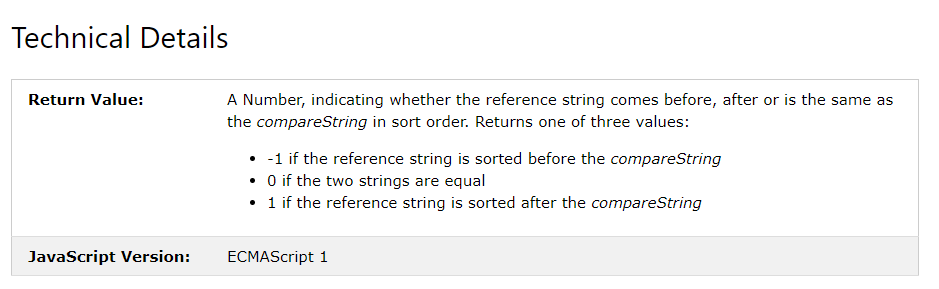 Technical Details
Return Value:
A Number, indicating whether the reference string comes before, after or is the same as
the compareString in sort order. Returns one of three values:
• -1 if the reference string is sorted before the compareString
• 0 if the two strings are equal
• 1 if the reference string is sorted after the compareString
JavaScript Version:
ECMAScript 1